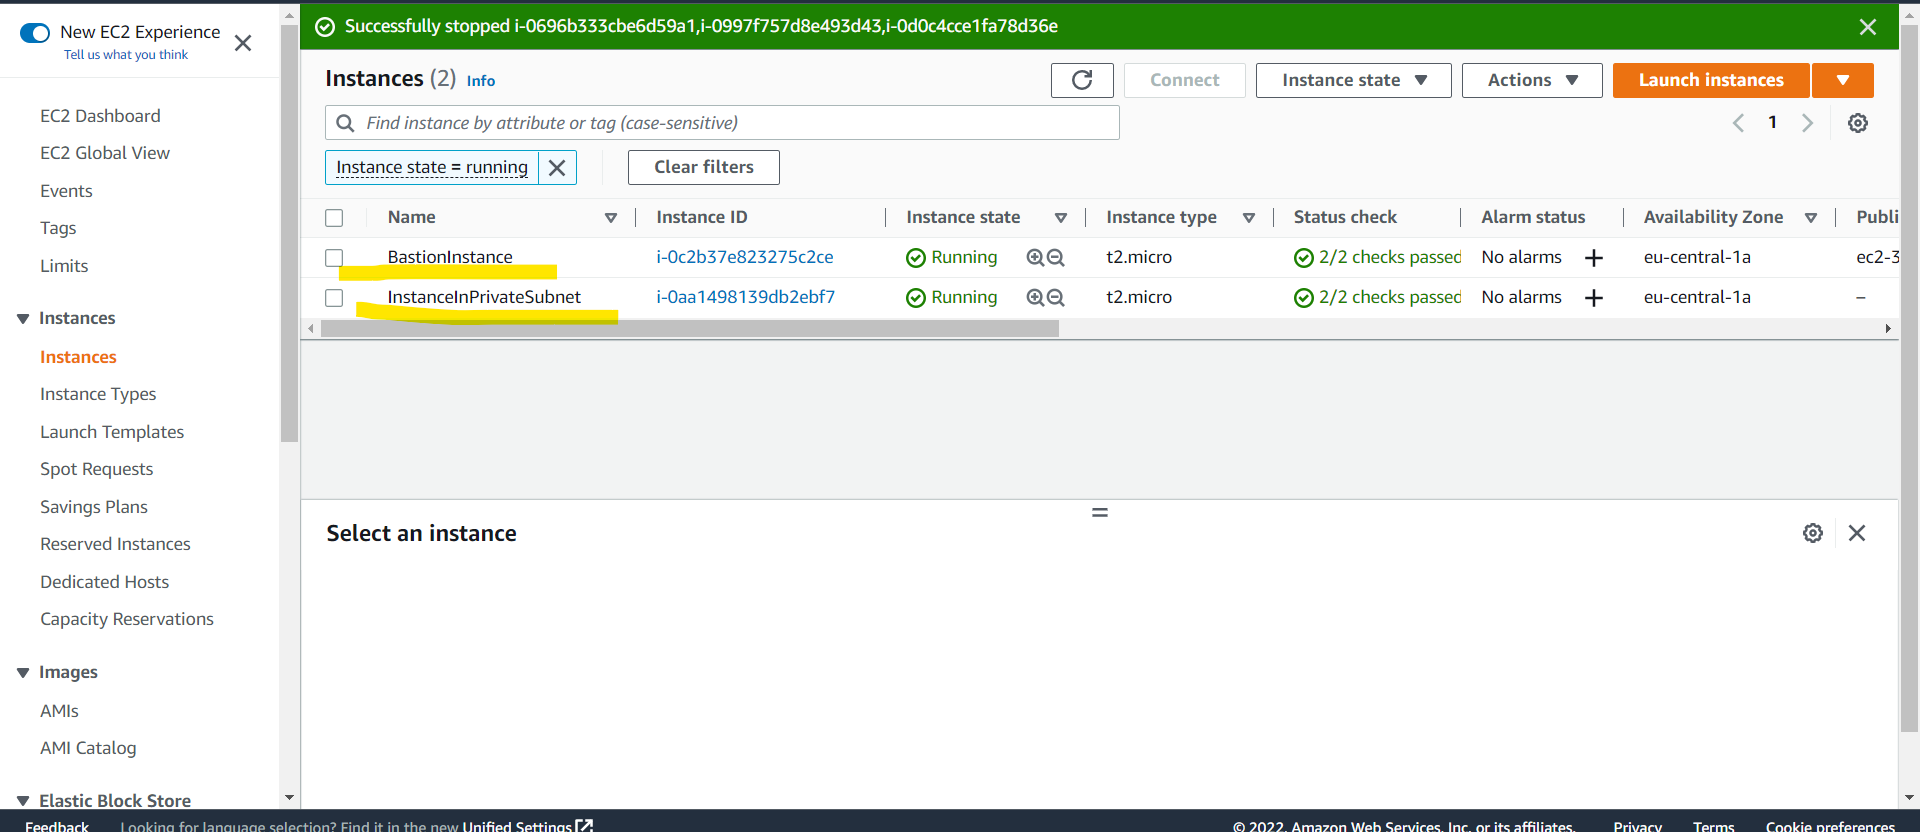 New EC2 Experience
Tell us what you think
EC2 Dashboard
EC2 Global View
Events
Tags
Limits
Instances
Instances
Instance Types
Launch Templates
Spot Requests
Savings Plans
Reserved Instances
Dedicated Hosts
Capacity Reservations
Images
AMIs
AMI Catalog
Elastic Block Store
Successfully stopped i-0696b333cbe6d59a1,i-0997f757d8e493d43,i-0d0c4cce1fa78d36e
Instances (2) Info
Connect Instance state Actions Launch instances
Find instance by attribute or tag (case-sensitive)
1
Instance state = running Clear filters
Name Instance ID Instance state Instance type Status check Alarm status Availability Zone Publi
BastionInstance i-0c2b37e823275c2ce Running t2.micro 2/2 checks passed No alarms + eu-central-1a ec2-3
InstanceInPrivateSubnet i-0aa1498139db2ebf7 Running t2.micro 2/2 checks passed No alarms + eu-central-1a –
Select an instance
Feedback Looking for language selection? Find it in the new Unified Settings © 2022, Amazon Web Services, Inc. or its affiliates. Privacy Terms Cookie preferences